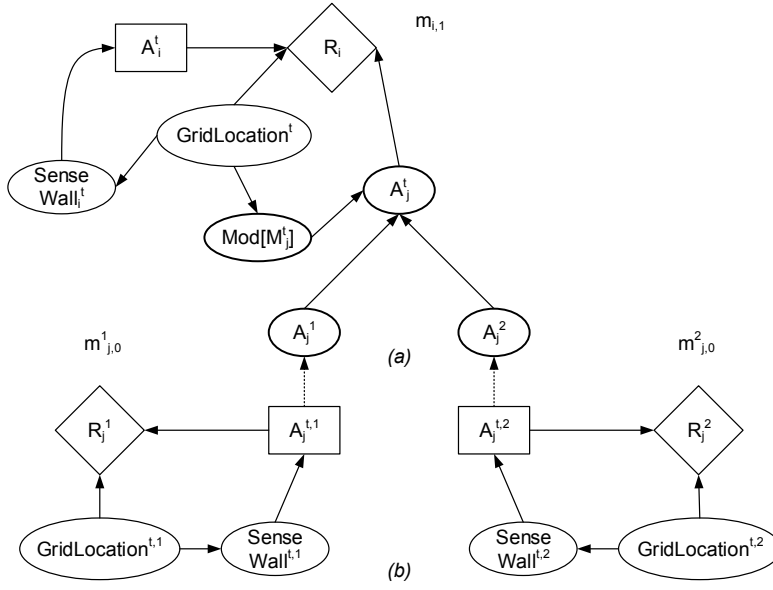 m_{i,1}
A_i^t
R_i
GridLocation^t
Sense
Wall_i^t
A_j^t
Mod[M_j^t]
A_j^1
A_j^2
m^1_{j,0}
(a)
m^2_{j,0}
R_j^1
A_j^{t,1}
A_j^{t,2}
R_j^2
GridLocation^{t,1}
Sense
Wall^{t,1}
Sense
Wall^{t,2}
GridLocation^{t,2}
(b)